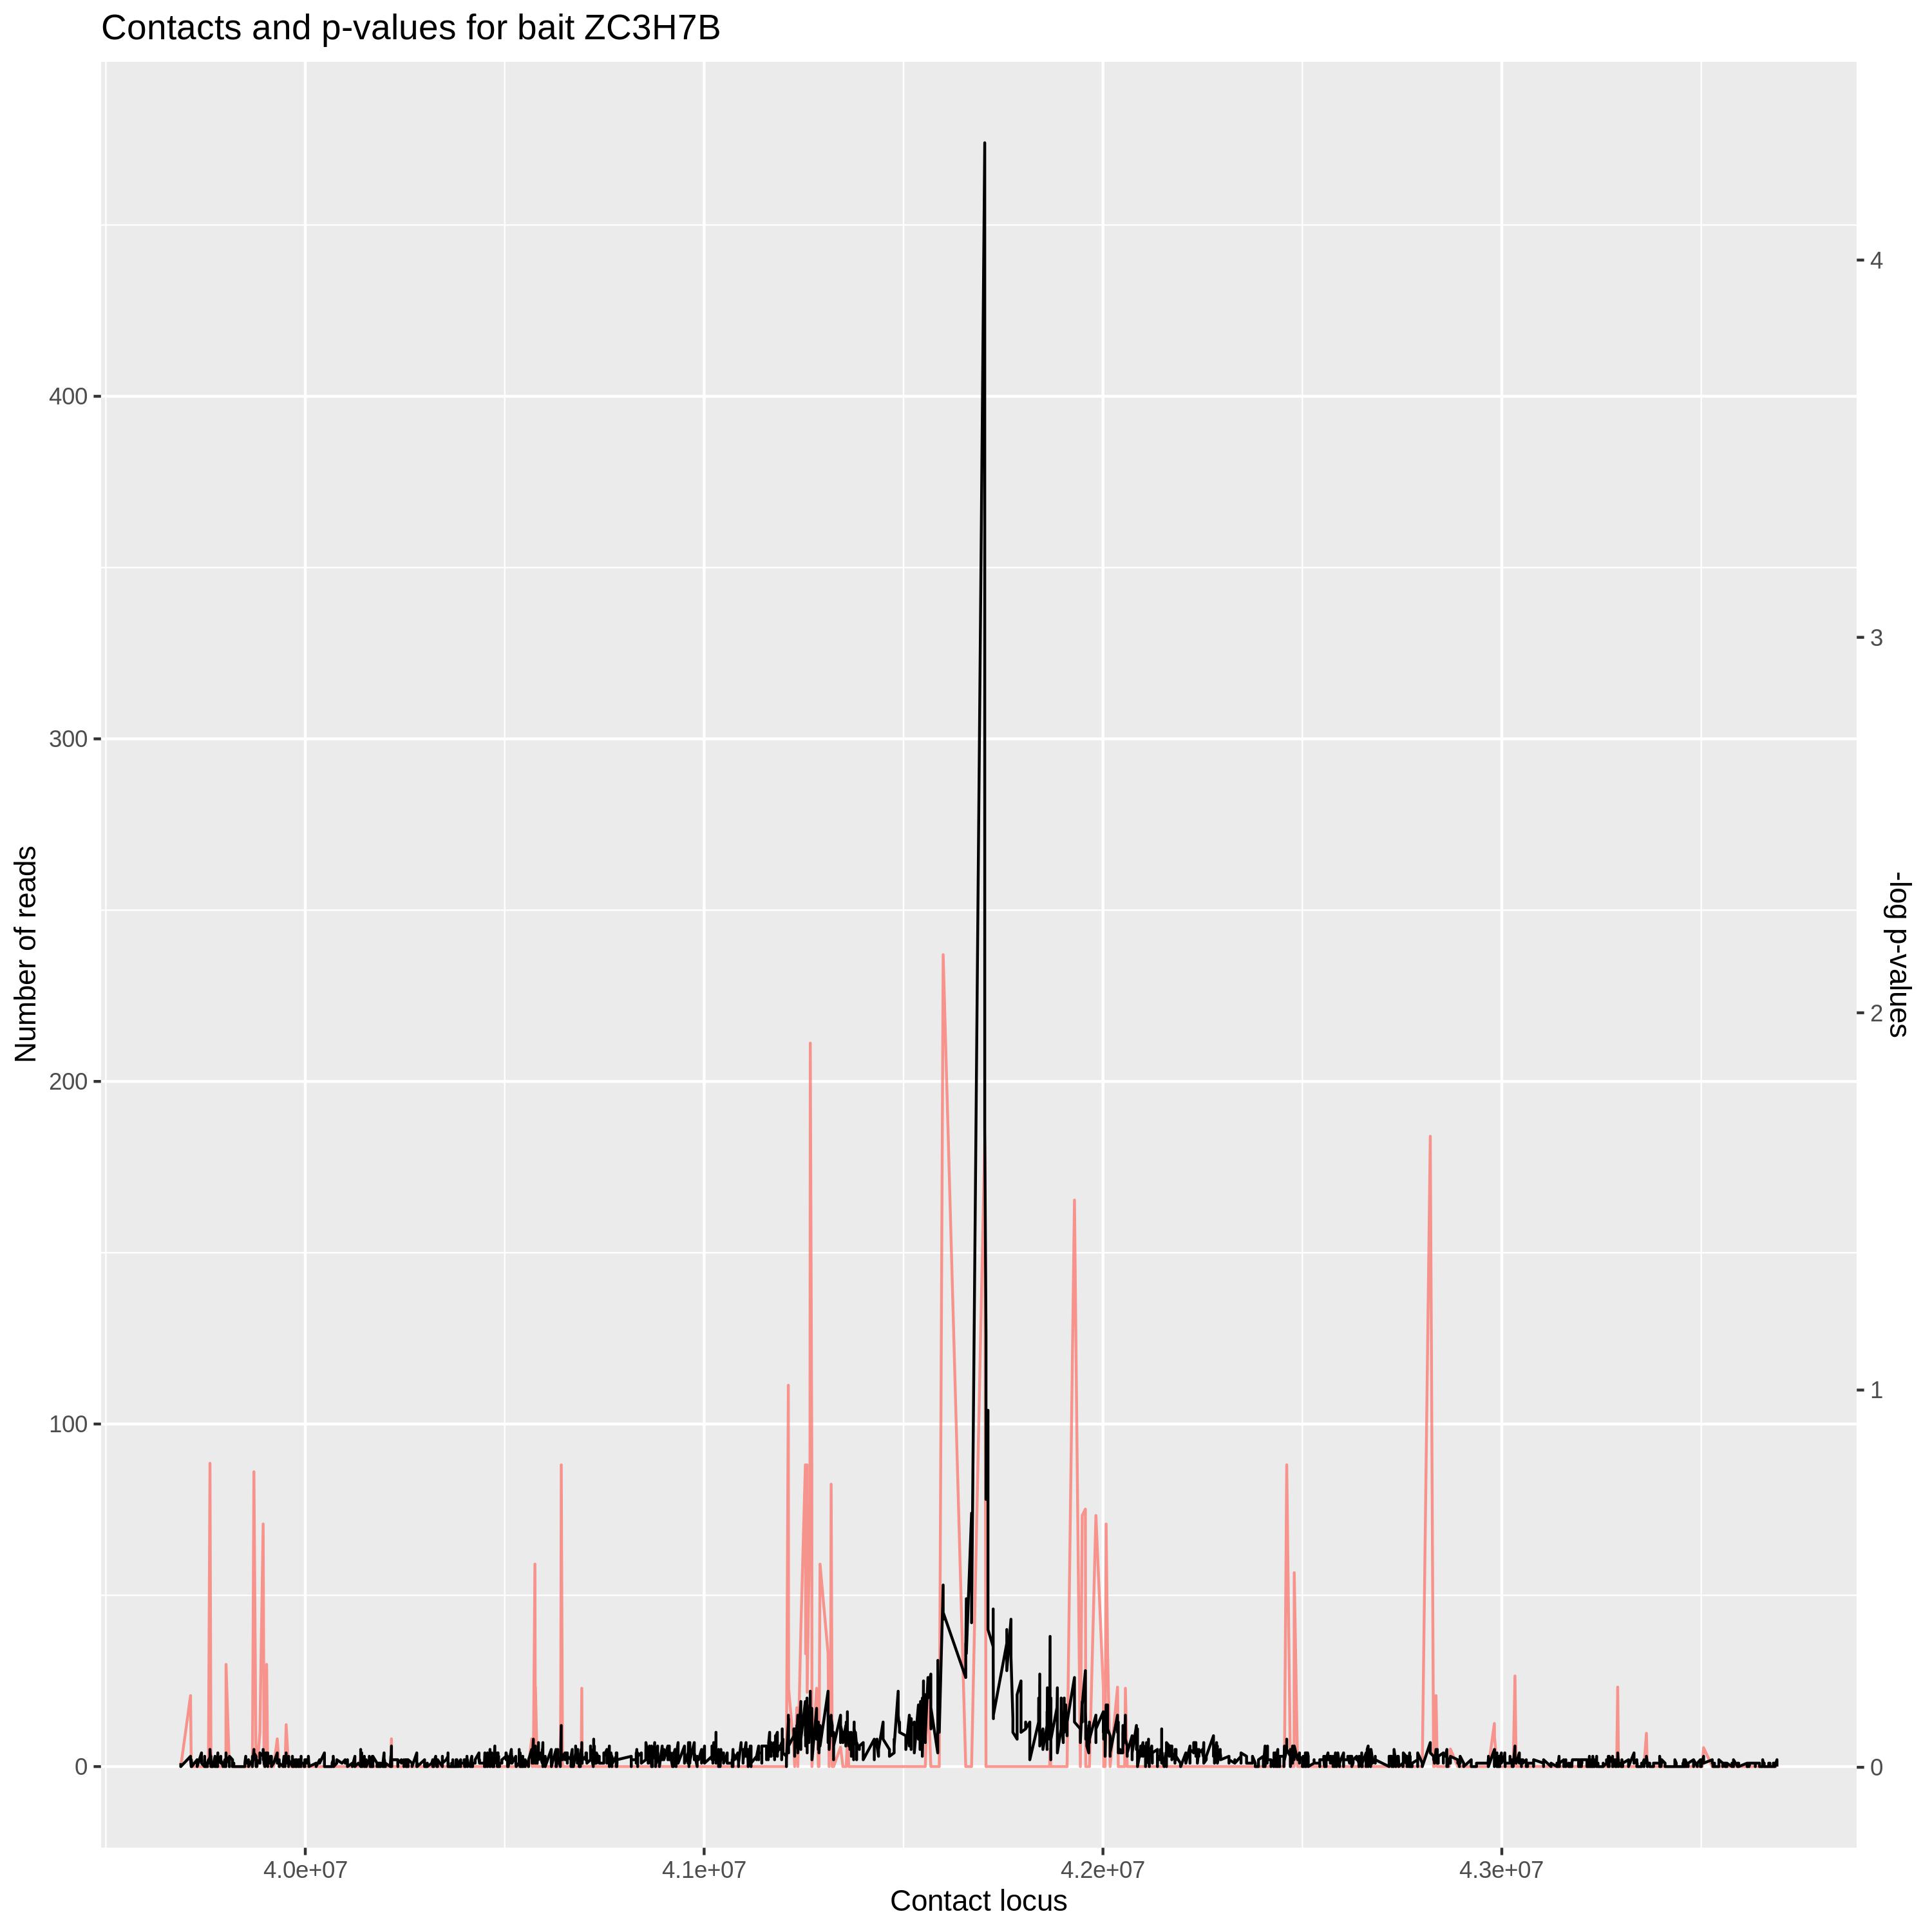 Contacts and p-values for bait ZC3H7B
Number of reads
400
300
200
100
0
4
3
2
1
0
-log p-values
4.0e+07
4.1e+07
4.2e+07
4.3e+07
Contact locus